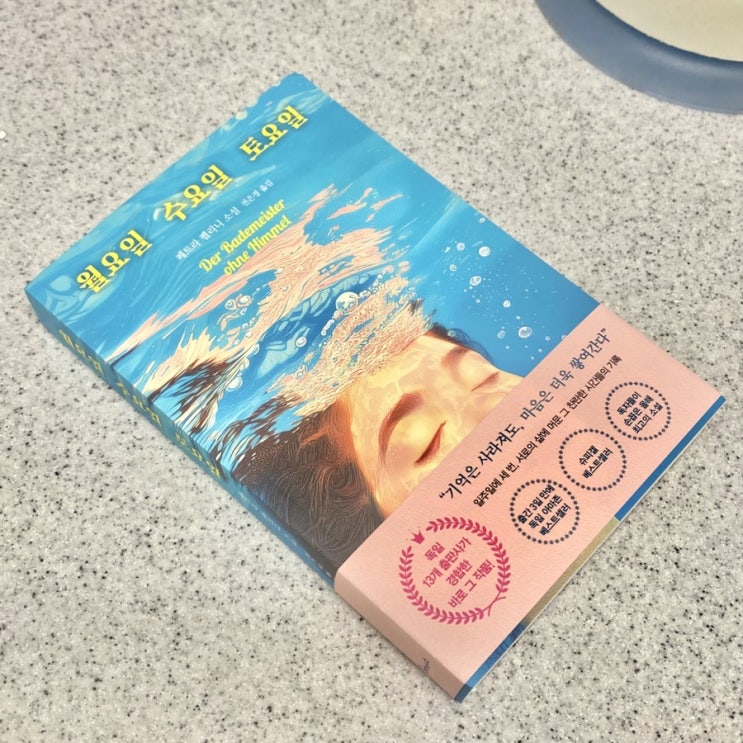 월요일 수요일 토요일
페트라 펠리니 소설 전은경 옮김
Der Bademeister
ohne Himmel
“기억은 사라져도, 마음은 더욱 쌓여간다”
일주일에 세 번, 서로의 삶에 머문 그 찬란한 시간들의 기록
독일
13개 출판사가
경합한
바로 그 작품!
출간 3일 만에
독일 아마존
베스트셀러
슈피겔
베스트셀러
독자들이
손꼽은 올해
최고의 소설